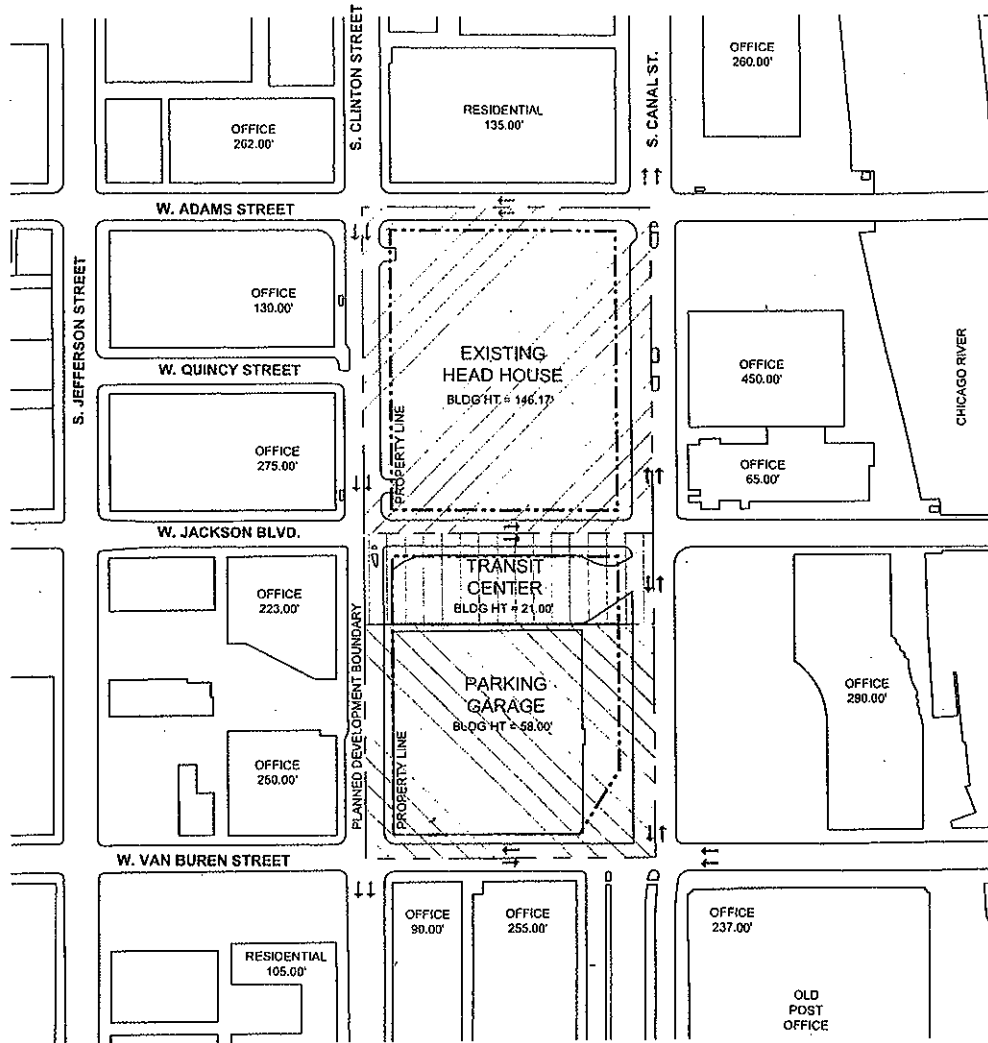 S. CLINTON STREET
S. CANAL ST.
OFFICE
260.00'
OFFICE
262.00'
RESIDENTIAL
135.00'
W. ADAMS STREET
S. JEFFERSON STREET
OFFICE
130.00'
W. QUINCY STREET
OFFICE
275.00'
EXISTING
HEAD HOUSE
BLDG HT = 146.17'
PROPERTY LINE
OFFICE
450.00'
OFFICE
65.00'
CHICAGO RIVER
W. JACKSON BLVD.
OFFICE
223.00'
TRANSIT
CENTER
BLDG HT = 21.00'
PLANNED DEVELOPMENT BOUNDARY
PARKING
GARAGE
BLDG HT = 58.00'
PROPERTY LINE
OFFICE
280.00'
OFFICE
250.00'
W. VAN BUREN STREET
RESIDENTIAL
105.00'
OFFICE
90.00'
OFFICE
255.00'
OFFICE
237.00'
OLD
POST
OFFICE